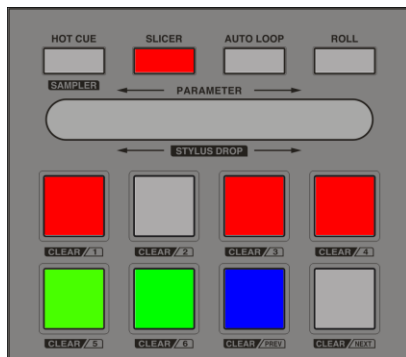 HOT CUE SLICER AUTO LOOP ROLL
SAMPLER
PARAMETER
STYLUS DROP
CLEAR/1 CLEAR/2 CLEAR/3 CLEAR/4
CLEAR/5 CLEAR/6 CLEAR/PREV CLEAR/NEXT